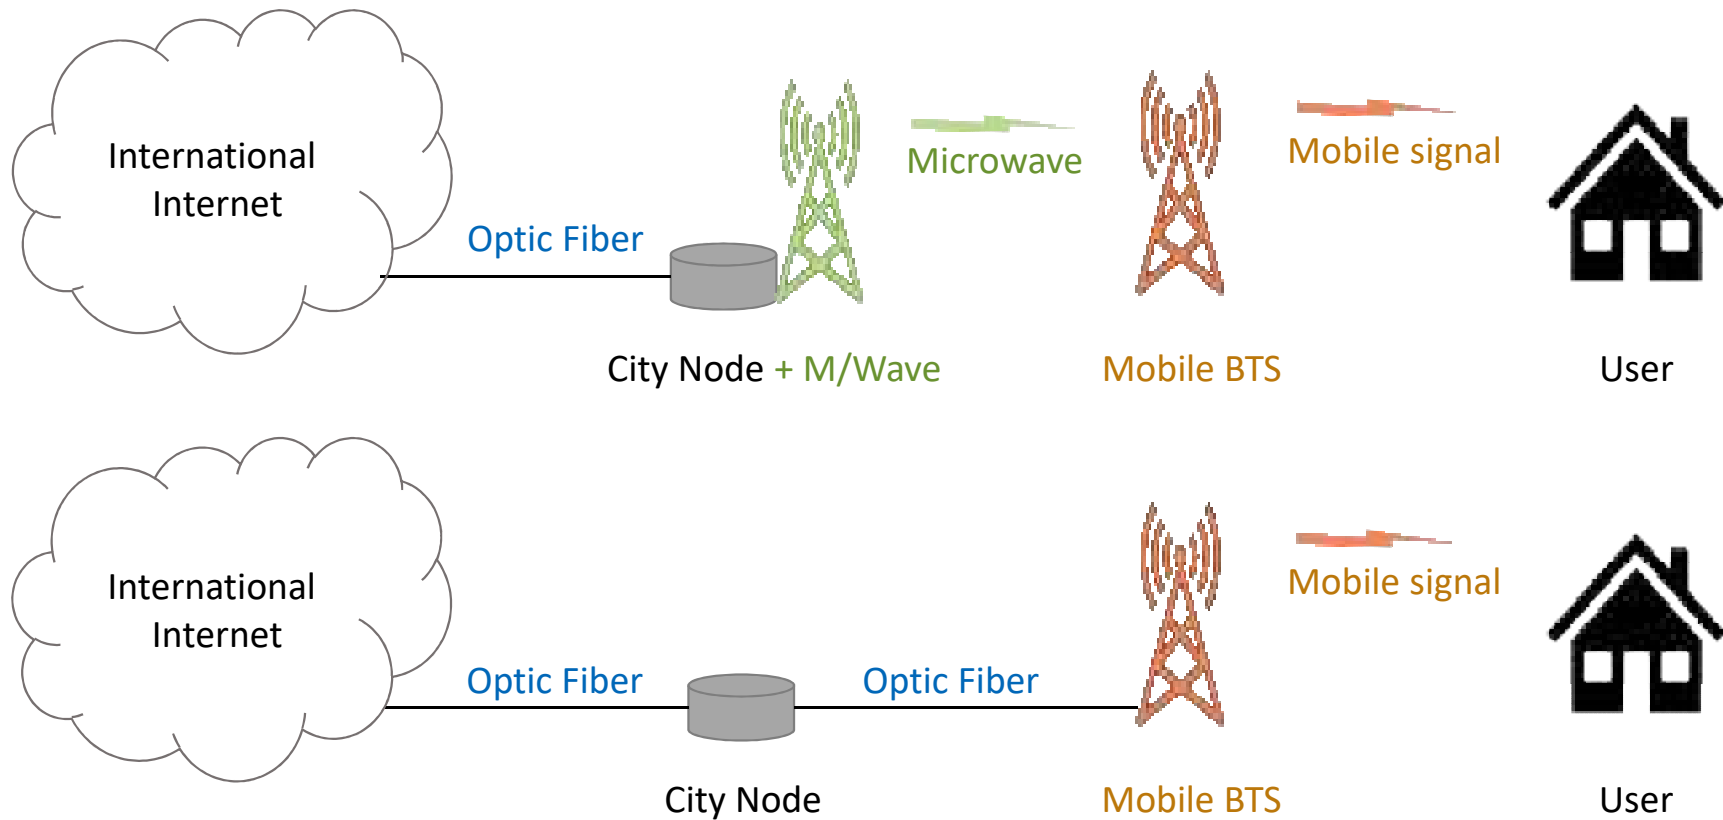 International
Internet
Optic Fiber
Microwave
Mobile signal
City Node + M/Wave
Mobile BTS
User
International
Internet
Optic Fiber
Optic Fiber
Mobile signal
City Node
Mobile BTS
User